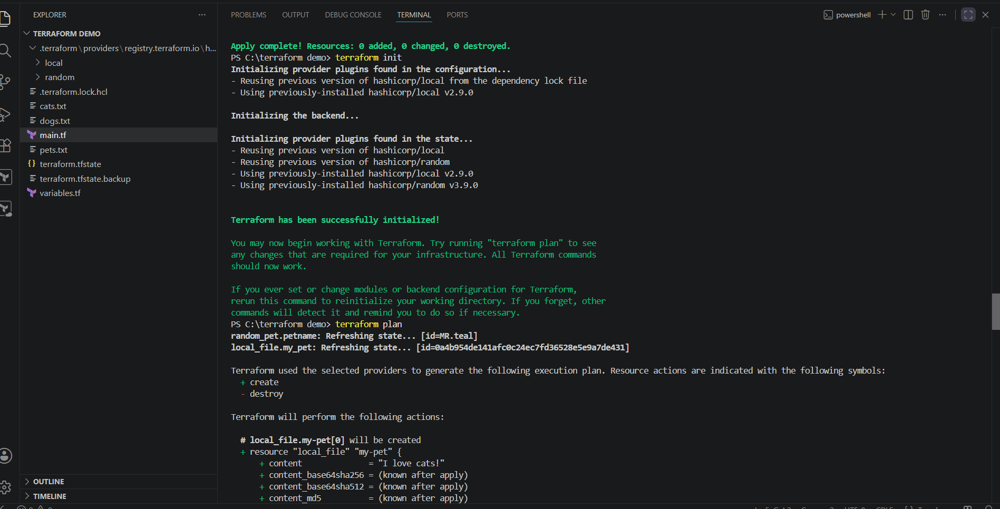 EXPLORER
PROBLEMS OUTPUT DEBUG CONSOLE TERMINAL PORTS
powershell
TERRAFORM DEMO
.terraform\providers\registry.terraform.io\h...
local
random
.terraform.lock.hcl
cats.txt
dogs.txt
main.tf
pets.txt
terraform.tfstate
terraform.tfstate.backup
variables.tf
OUTLINE
TIMELINE
Apply complete! Resources: 0 added, 0 changed, 0 destroyed.
PS C:\terraform demo> terraform init
Initializing provider plugins found in the configuration...
- Reusing previous version of hashicorp/local from the dependency lock file
- Using previously-installed hashicorp/local v2.9.0
Initializing the backend...
Initializing provider plugins found in the state...
- Reusing previous version of hashicorp/local
- Reusing previous version of hashicorp/random
- Using previously-installed hashicorp/local v2.9.0
- Using previously-installed hashicorp/random v3.9.0
Terraform has been successfully initialized!
You may now begin working with Terraform. Try running "terraform plan" to see
any changes that are required for your infrastructure. All Terraform commands
should now work.
If you ever set or change modules or backend configuration for Terraform,
rerun this command to reinitialize your working directory. If you forget, other
commands will detect it and remind you to do so if necessary.
PS C:\terraform demo> terraform plan
random_pet.petname: Refreshing state... [id=MR.teal]
local_file.my_pet: Refreshing state... [id=0a4b954de141afc0c24ec7fd36528e5e9a7de431]
Terraform used the selected providers to generate the following execution plan. Resource actions are indicated with the following symbols:
+ create
- destroy
Terraform will perform the following actions:
# local_file.my-pet[0] will be created
+ resource "local_file" "my-pet" {
+ content = "I love cats!"
+ content_base64sha256 = (known after apply)
+ content_base64sha512 = (known after apply)
+ content_md5 = (known after apply)